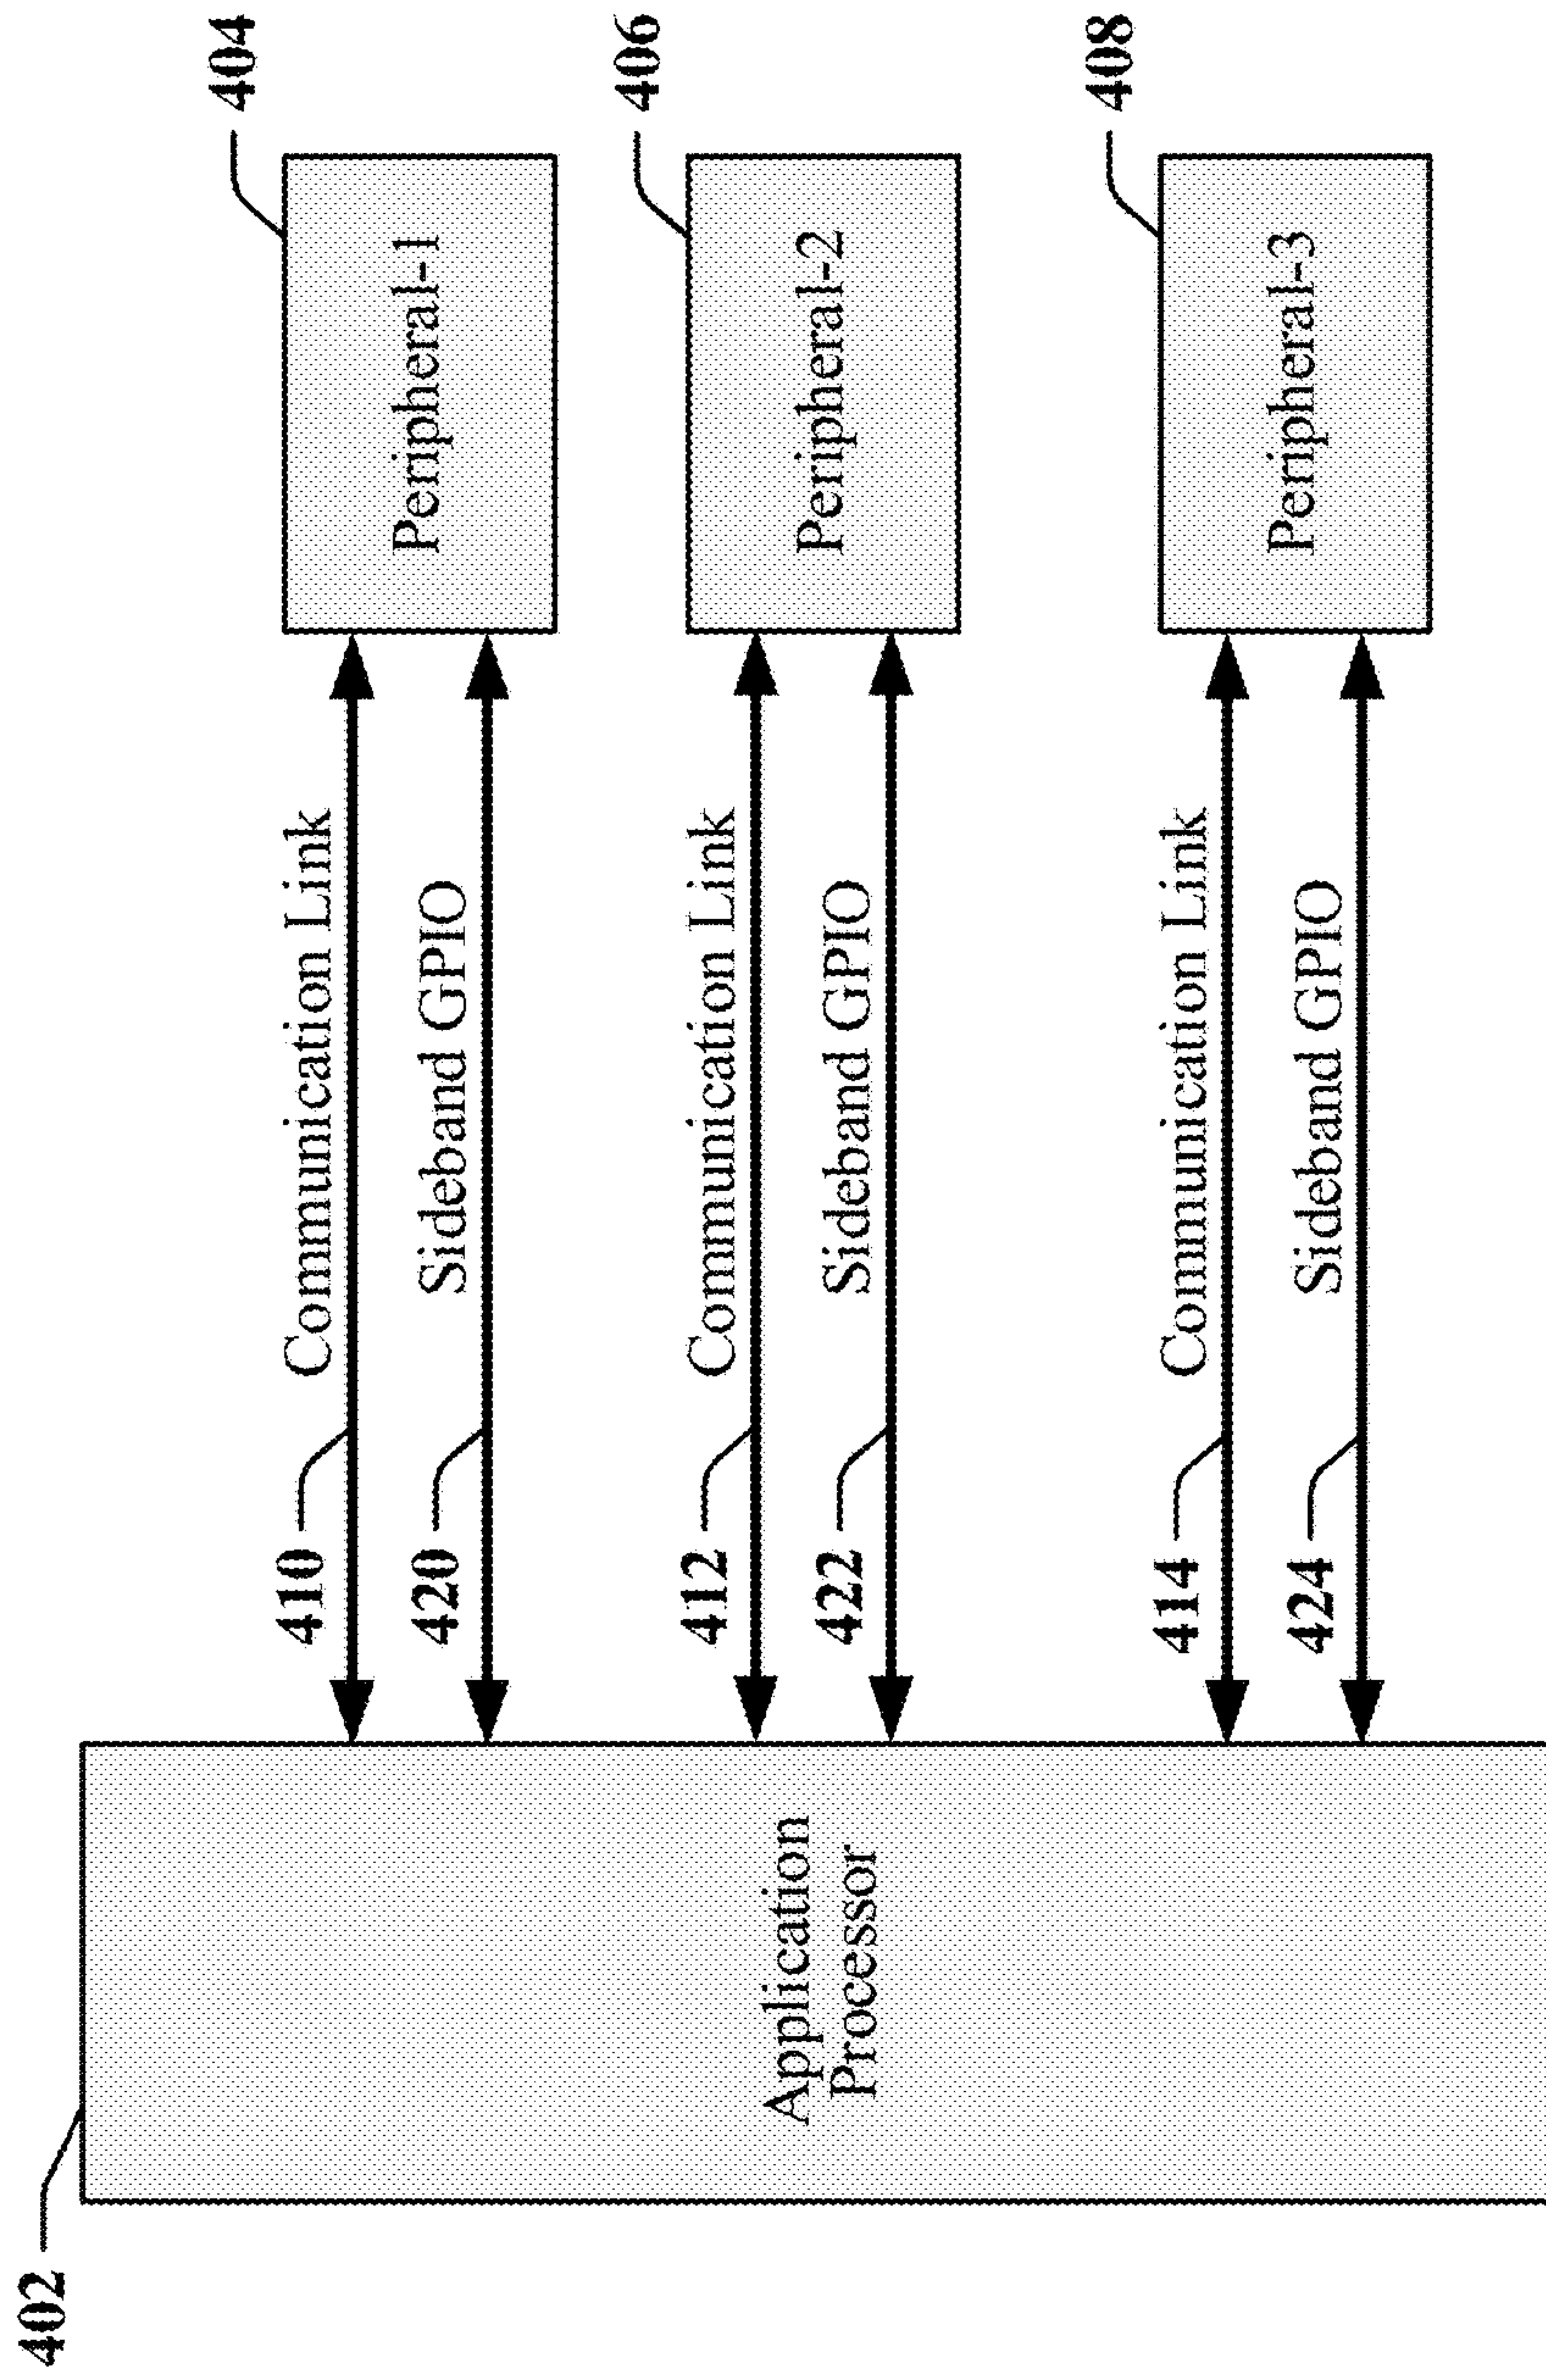 402
Application
Processor
410
Communication Link
404
Peripheral-1
420
Sideband GPIO
412
Communication Link
406
Peripheral-2
422
Sideband GPIO
414
Communication Link
408
Peripheral-3
424
Sideband GPIO